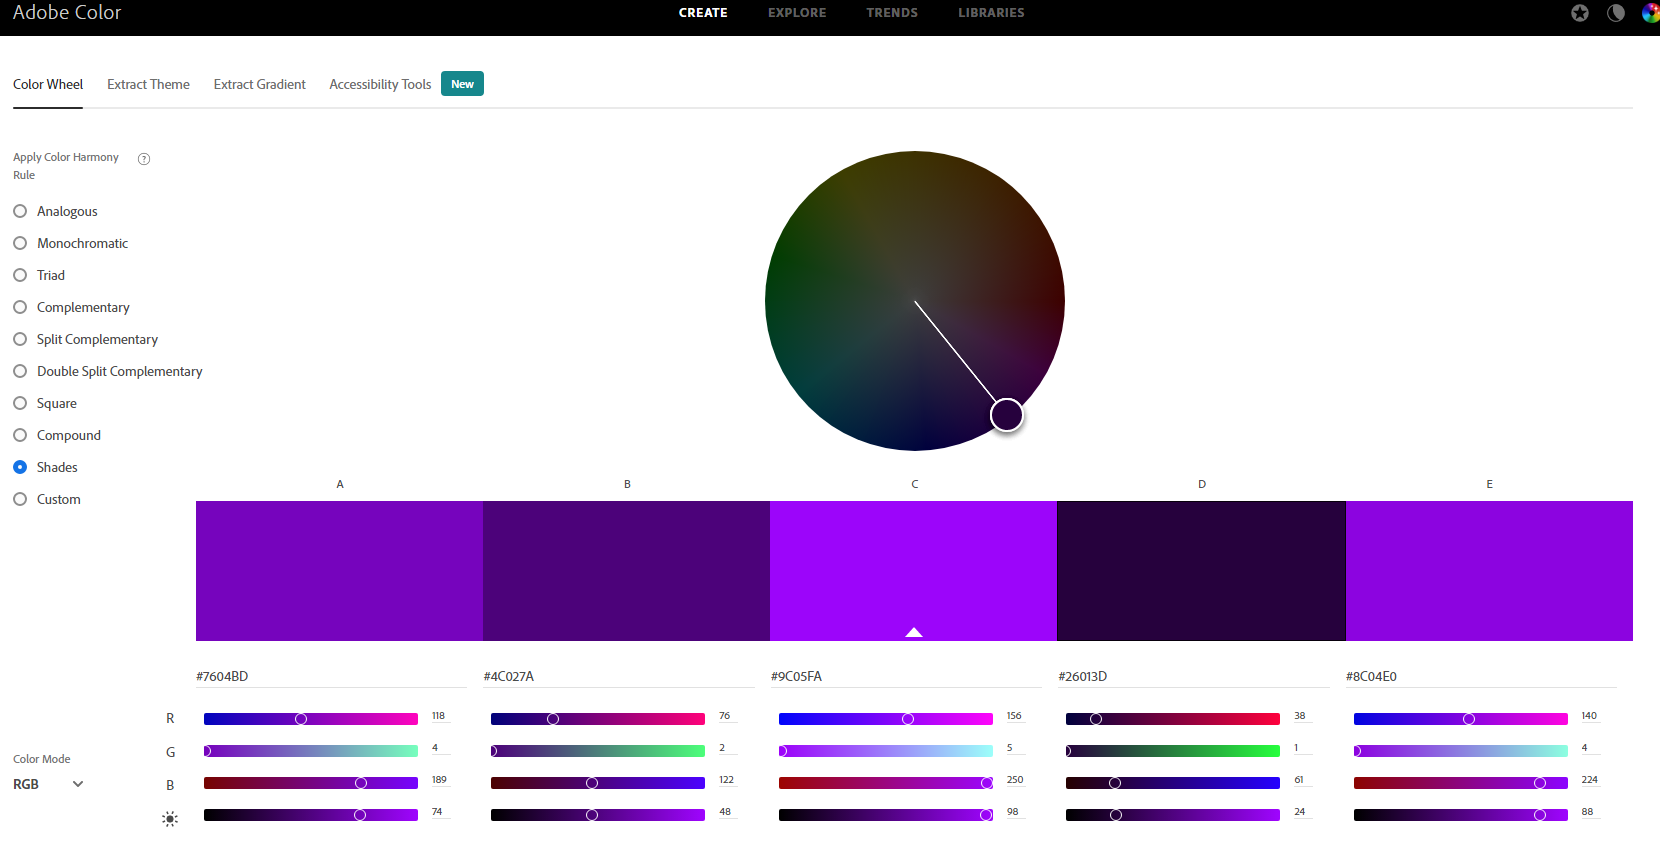 Adobe Color
CREATE EXPLORE TRENDS LIBRARIES
Color Wheel Extract Theme Extract Gradient Accessibility Tools New
Apply Color Harmony
Rule
?
Analogous
Monochromatic
Triad
Complementary
Split Complementary
Double Split Complementary
Square
Compound
Shades
Custom
A B C D E
#7604BD #4C027A #9C05FA #26013D #8C04E0
R 118 76 156 38 140
G 4 2 5 1 4
Color Mode
RGB
B 189 122 250 61 224
74 48 98 24 88